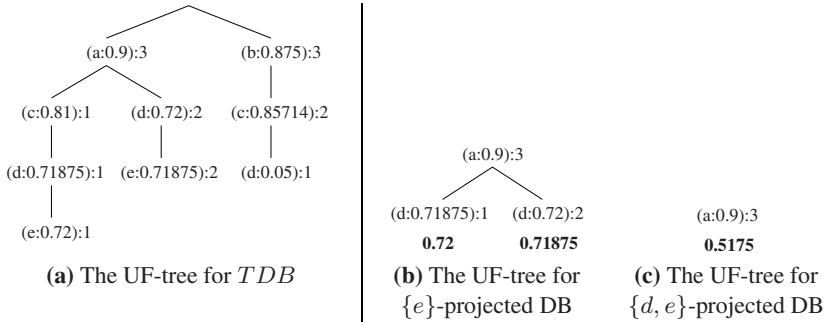 (a:0.9):3 (b:0.875):3
(c:0.81):1 (d:0.72):2 (c:0.85714):2
(d:0.71875):1 (e:0.71875):2 (d:0.05):1
(e:0.72):1
(a) The UF-tree for TDB
(a:0.9):3
(d:0.71875):1 (d:0.72):2
0.72 0.71875
(b) The UF-tree for
{e}-projected DB
(a:0.9):3
0.5175
(c) The UF-tree for
{d, e}-projected DB